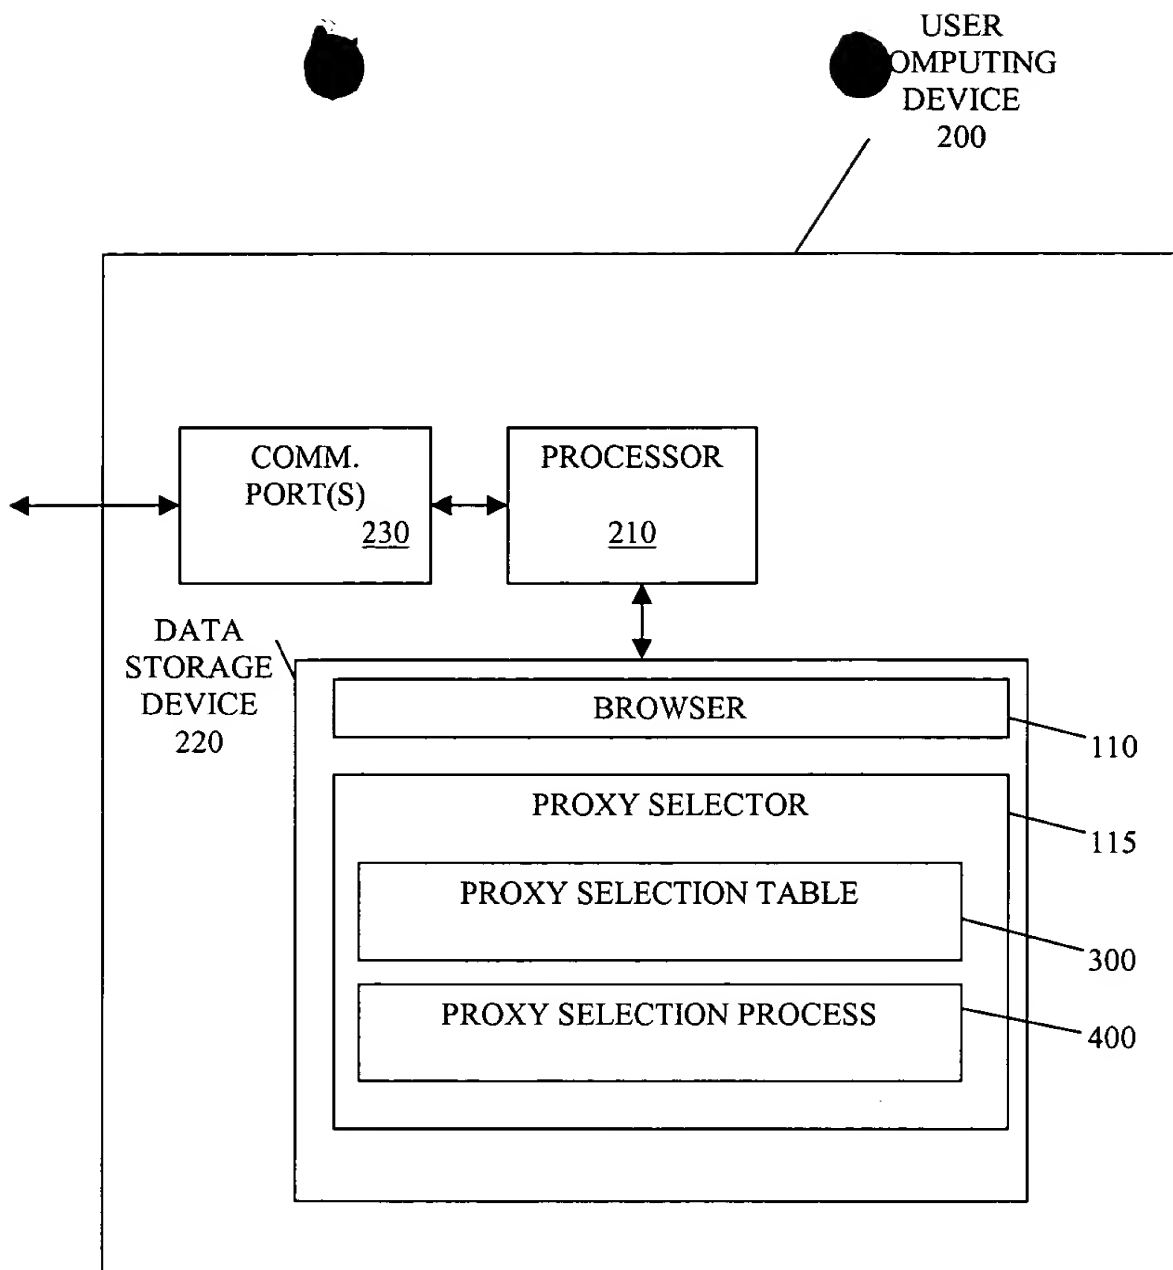 USER
OMPUTING
DEVICE
200
COMM.
PORT(S)
230
PROCESSOR
210
DATA
STORAGE
DEVICE
220
BROWSER
110
PROXY SELECTOR
115
PROXY SELECTION TABLE
300
PROXY SELECTION PROCESS
400